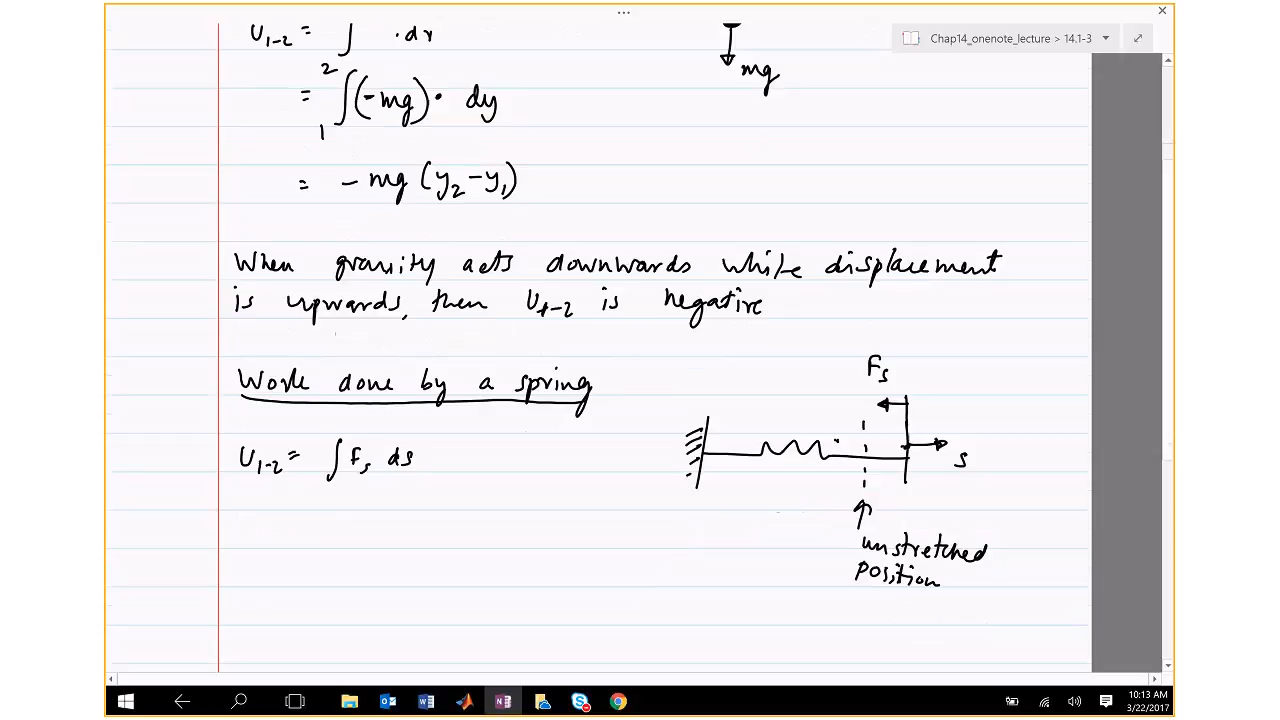 Chap14_onenote_lecture > 14.1-3
U₁₋₂ = ∫ · dr
mg
= ∫₁² (-mg) · dy
= - mg (y₂ - y₁)
When gravity acts downwards while displacement
is upwards, then U₁₋₂ is negative
Work done by a spring
Fs
U₁₋₂ = ∫ Fs ds
s
unstretched
position
10:13 AM
3/22/2017